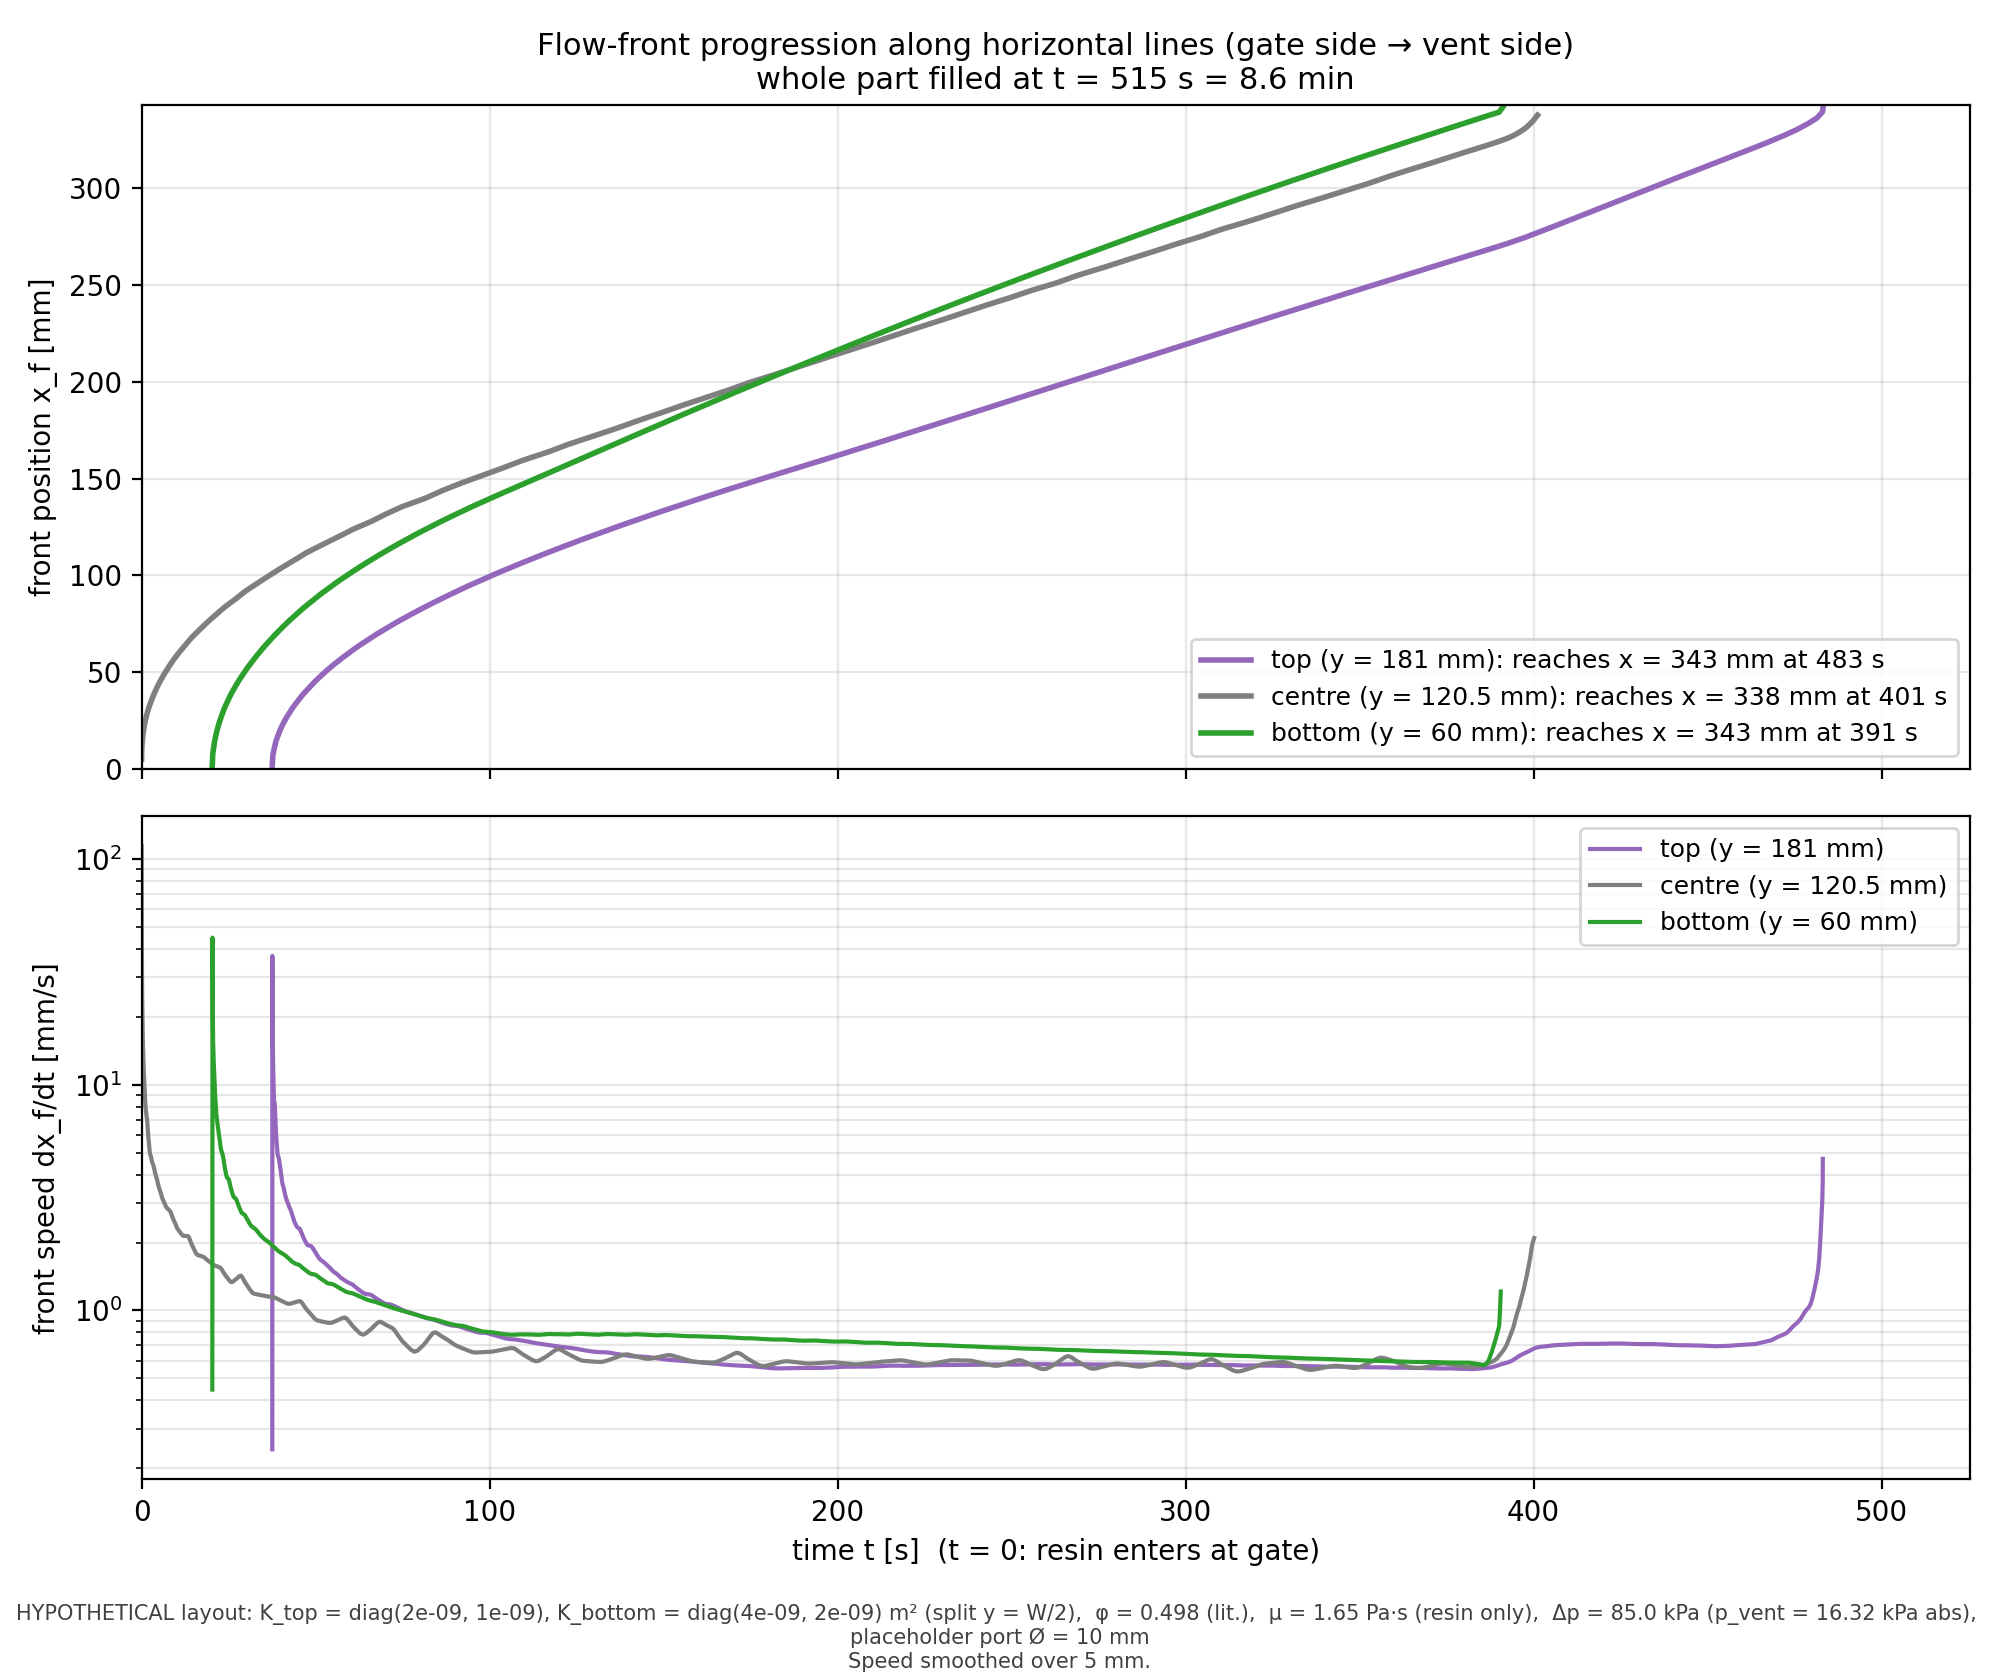 Flow-front progression along horizontal lines (gate side → vent side)
whole part filled at t = 515 s = 8.6 min
front position x_f [mm]
300
250
200
150
100
50
0
top (y = 181 mm): reaches x = 343 mm at 483 s
centre (y = 120.5 mm): reaches x = 338 mm at 401 s
bottom (y = 60 mm): reaches x = 343 mm at 391 s
front speed dx_f/dt [mm/s]
10²
10¹
10⁰
top (y = 181 mm)
centre (y = 120.5 mm)
bottom (y = 60 mm)
0 100 200 300 400 500
time t [s]  (t = 0: resin enters at gate)
HYPOTHETICAL layout: K_top = diag(2e-09, 1e-09), K_bottom = diag(4e-09, 2e-09) m² (split y = W/2),  φ = 0.498 (lit.),  μ = 1.65 Pa·s (resin only),  Δp = 85.0 kPa (p_vent = 16.32 kPa abs),
placeholder port Ø = 10 mm
Speed smoothed over 5 mm.